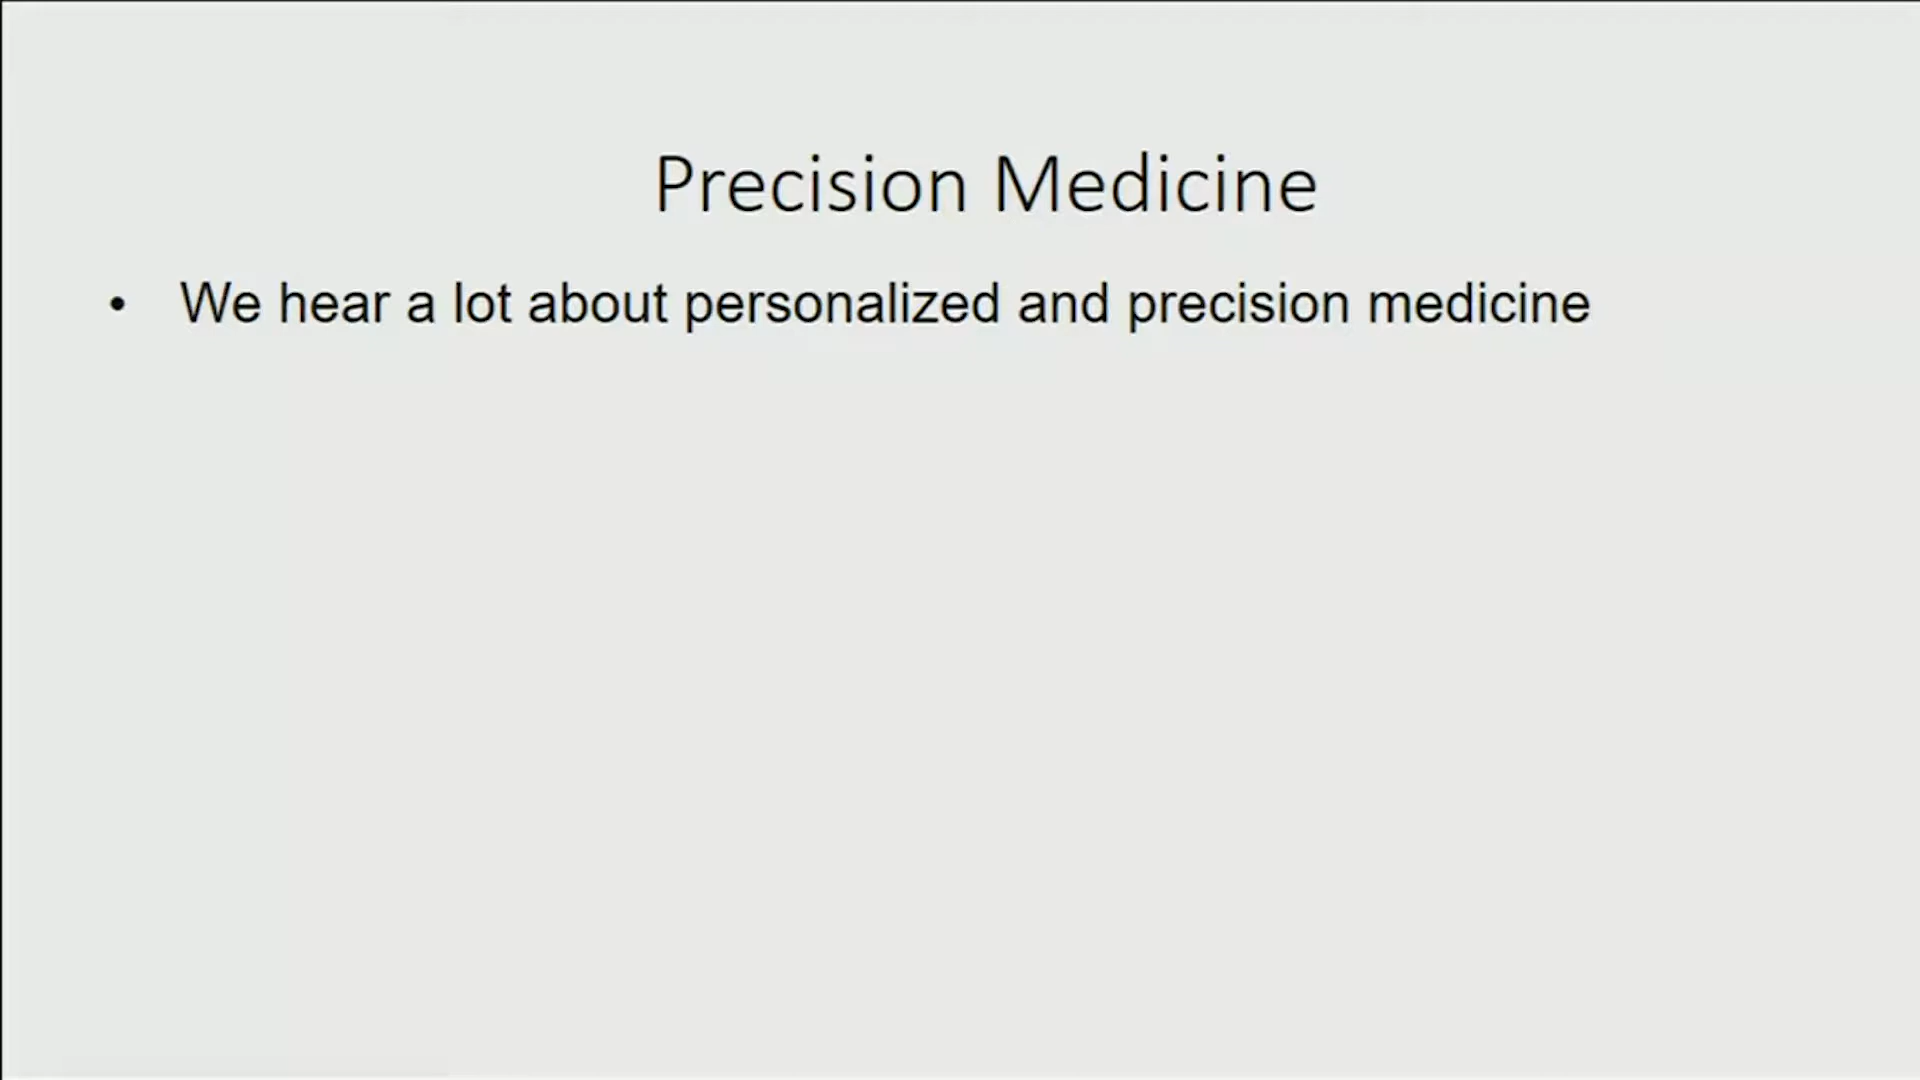 Precision Medicine
• We hear a lot about personalized and precision medicine